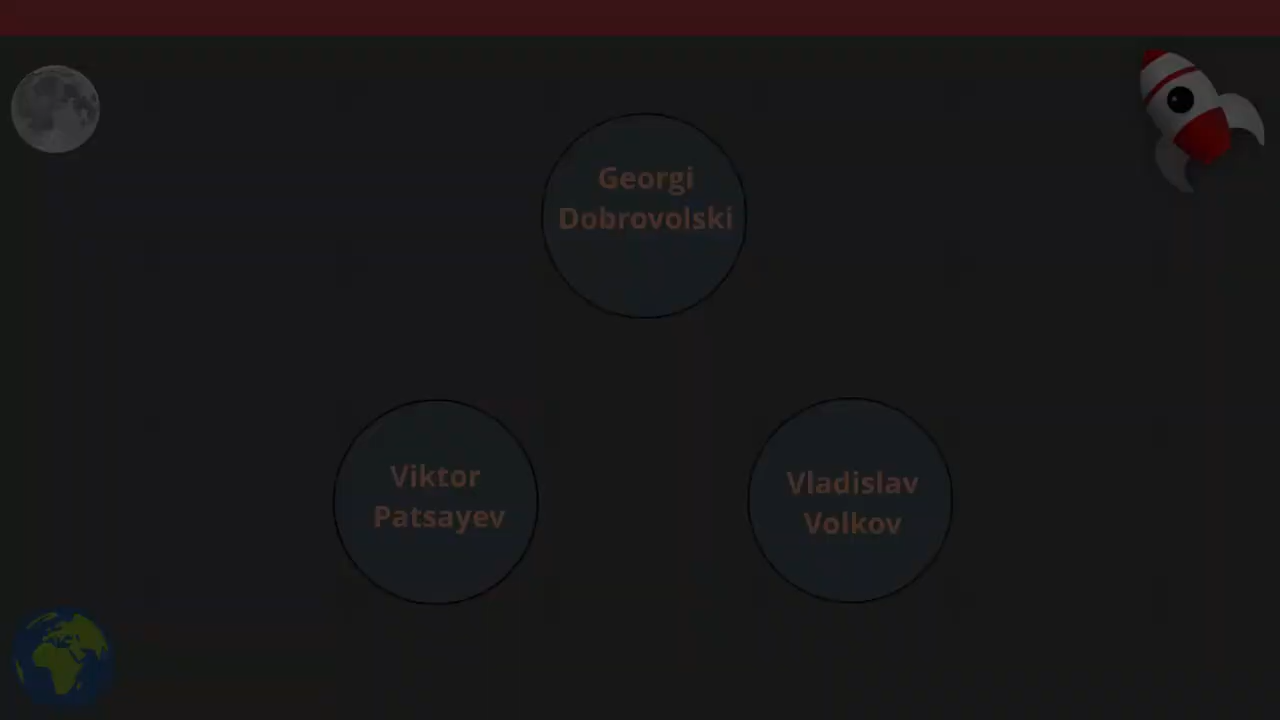 Georgi
Dobrovolski
Viktor
Patsayev
Vladislav
Volkov